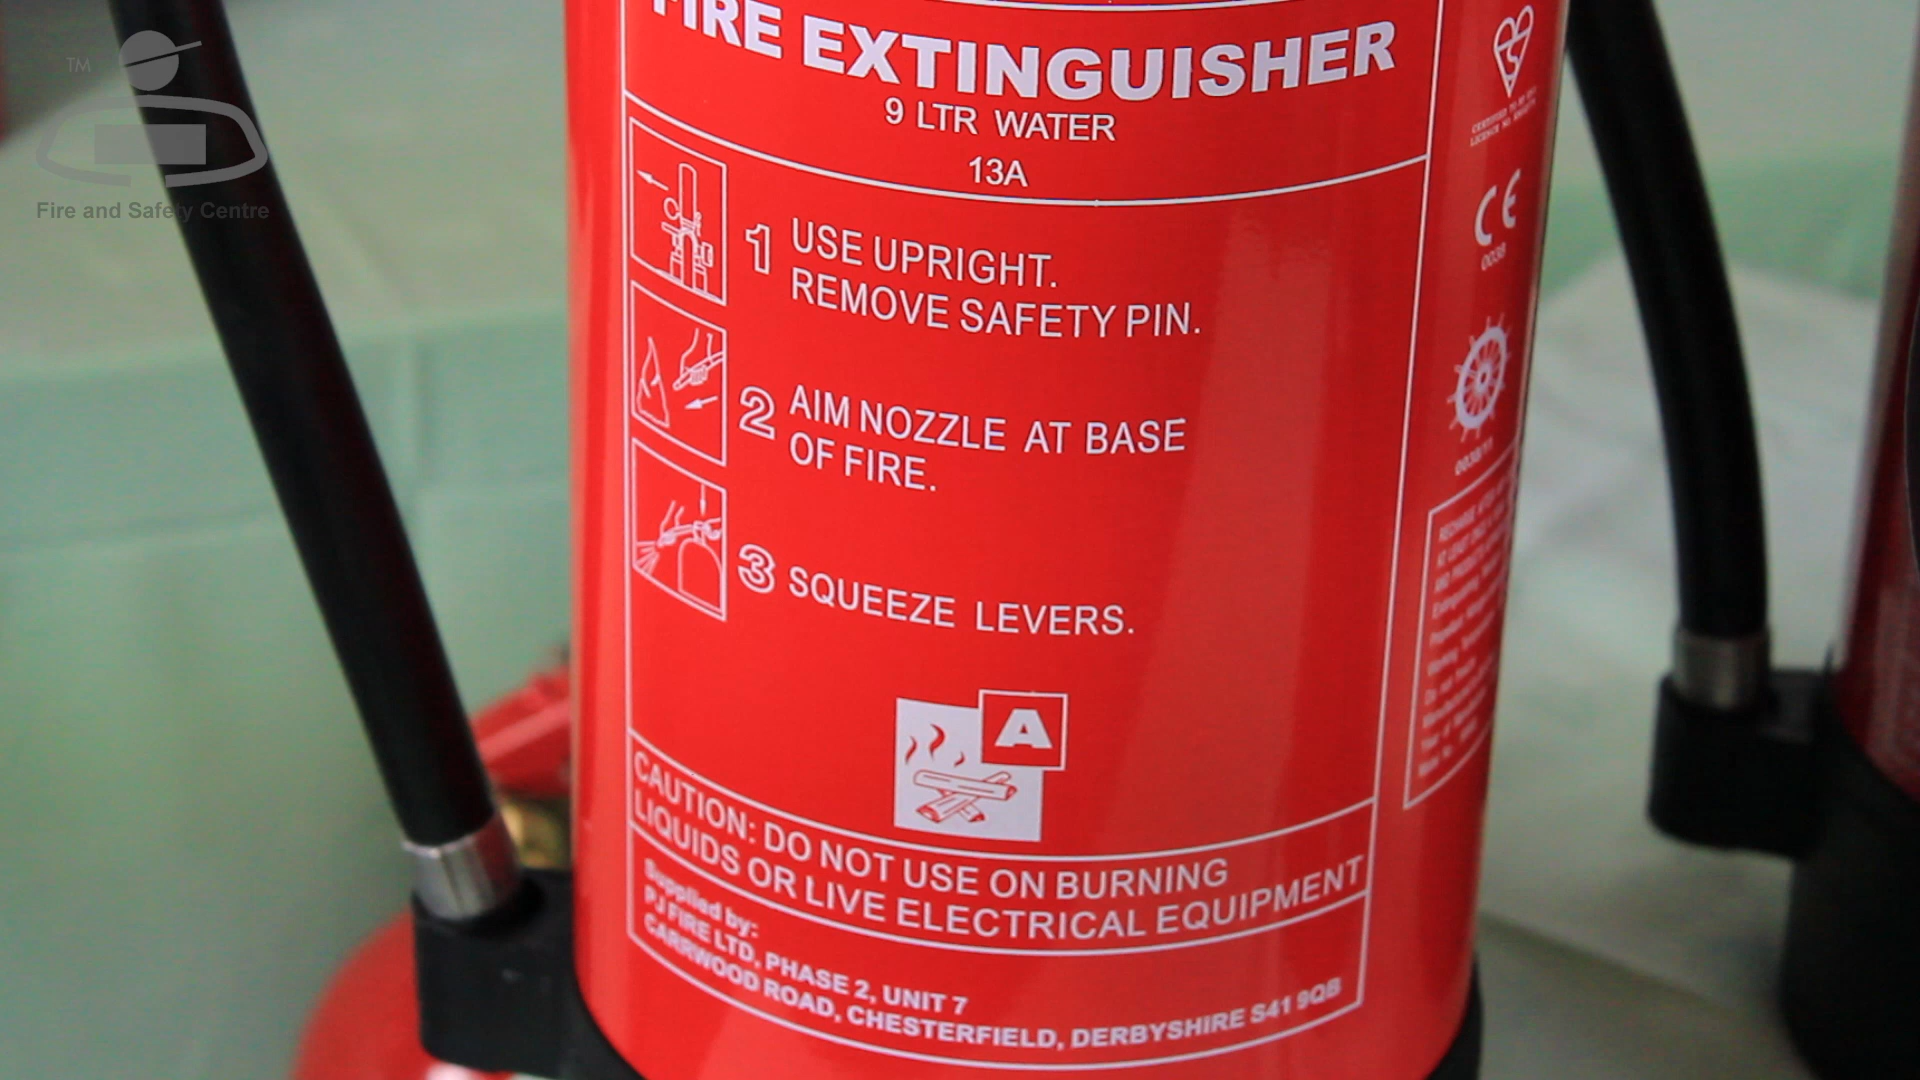 TM
Fire and Safety Centre
FIRE EXTINGUISHER
9 LTR WATER
13A
1 USE UPRIGHT.
REMOVE SAFETY PIN.
2 AIM NOZZLE AT BASE
OF FIRE.
3 SQUEEZE LEVERS.
A
CAUTION: DO NOT USE ON BURNING
LIQUIDS OR LIVE ELECTRICAL EQUIPMENT
Supplied by:
PJ FIRE LTD, PHASE 2, UNIT 7
CARRWOOD ROAD, CHESTERFIELD, DERBYSHIRE S41 9QB
CE
0038